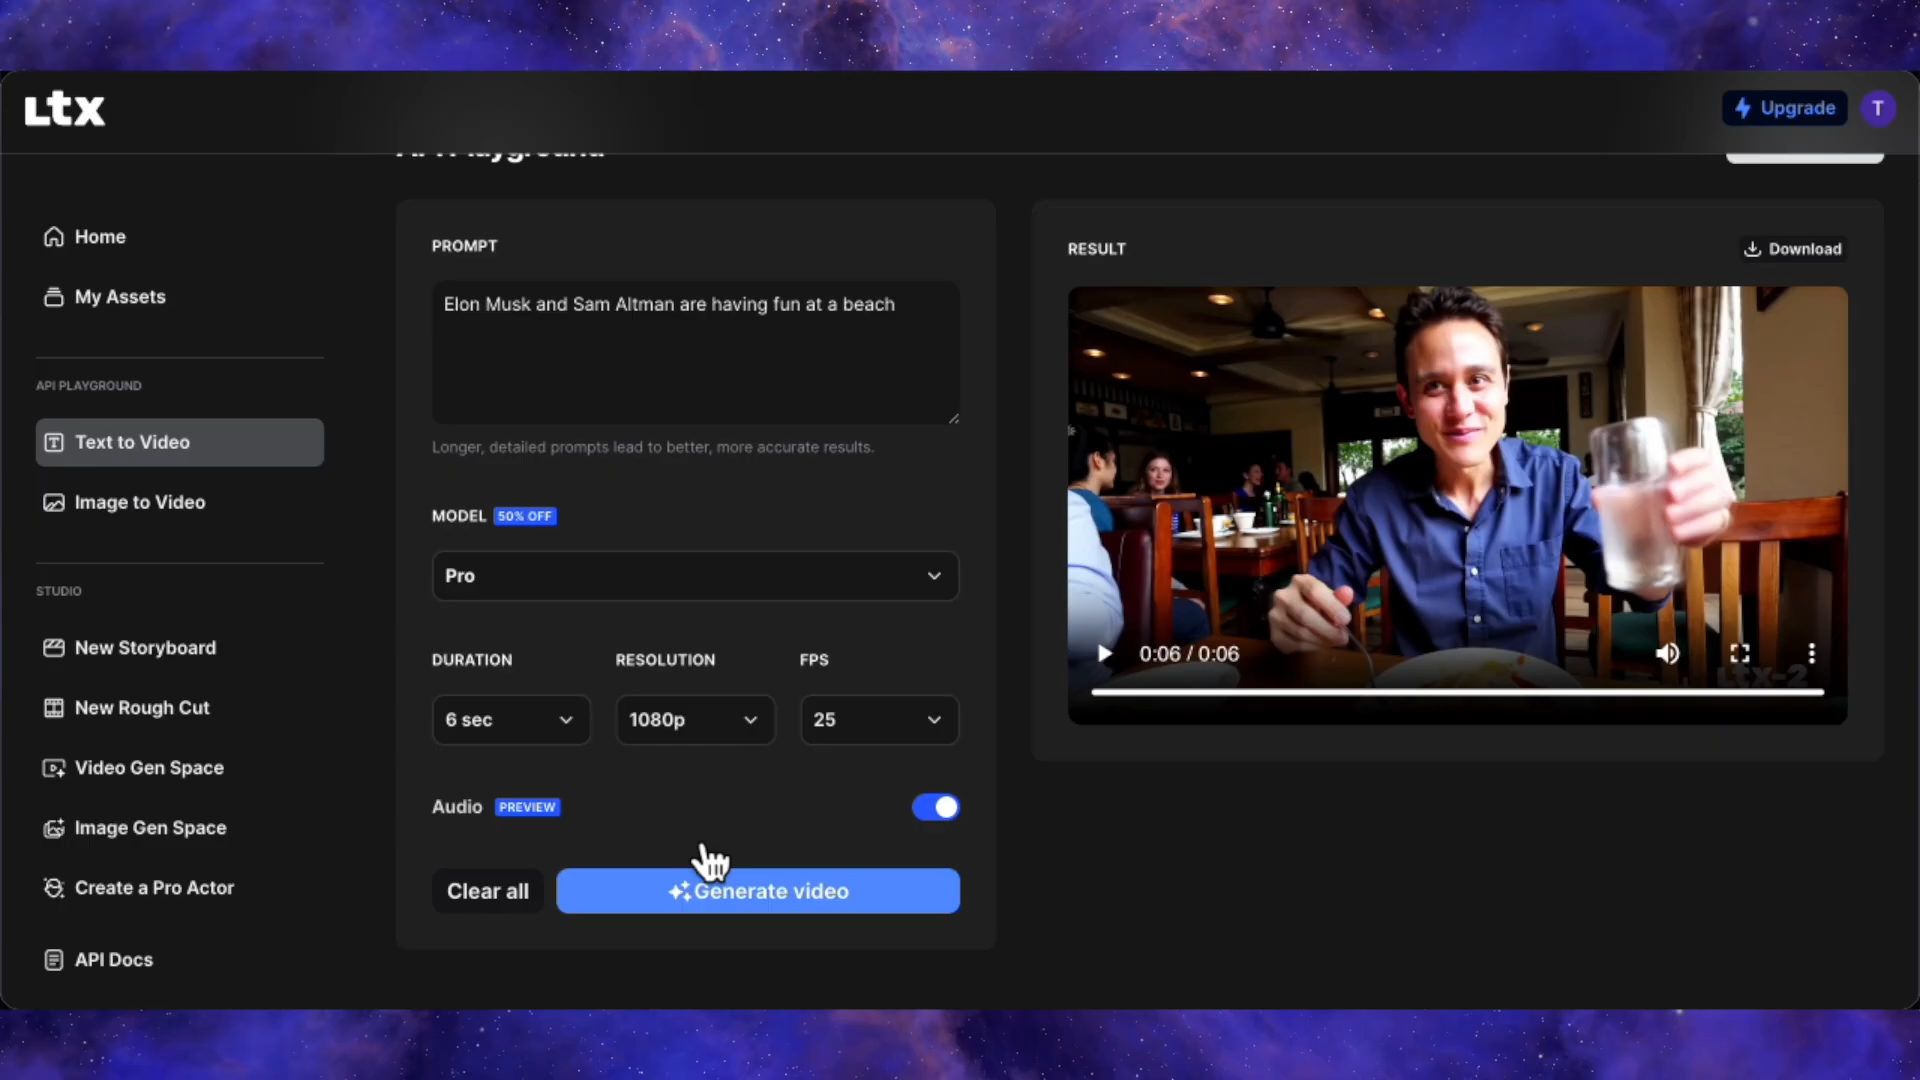 Ltx
Upgrade
T
Home
My Assets
API PLAYGROUND
Text to Video
Image to Video
STUDIO
New Storyboard
New Rough Cut
Video Gen Space
Image Gen Space
Create a Pro Actor
API Docs
PROMPT
Elon Musk and Sam Altman are having fun at a beach
Longer, detailed prompts lead to better, more accurate results.
MODEL 50% OFF
Pro
DURATION RESOLUTION FPS
6 sec 1080p 25
Audio PREVIEW
Clear all Generate video
RESULT Download
0:06 / 0:06
LTX-2